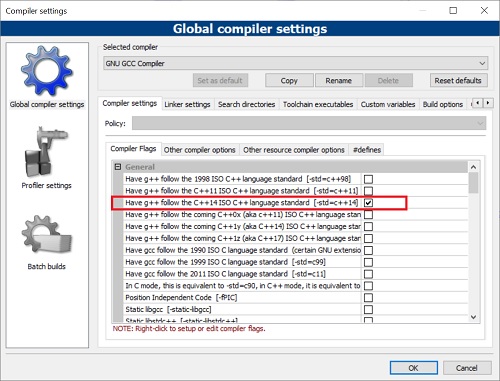 Compiler settings
Global compiler settings
Selected compiler
GNU GCC Compiler
Set as default
Copy
Rename
Delete
Reset defaults
Global compiler settings
Profiler settings
Batch builds
Compiler settings Linker settings Search directories Toolchain executables Custom variables Build options
Policy:
Compiler Flags Other compiler options Other resource compiler options #defines
General
Have g++ follow the 1998 ISO C++ language standard [-std=c++98]
Have g++ follow the C++11 ISO C++ language standard [-std=c++11]
Have g++ follow the C++14 ISO C++ language standard [-std=c++14]
Have g++ follow the coming C++0x (aka c++11) ISO C++ language star
Have g++ follow the coming C++1y (aka C++14) ISO C++ language star
Have g++ follow the coming C++1z (aka C++17) ISO C++ language star
Have gcc follow the 1990 ISO C language standard (certain GNU extension
Have gcc follow the 1999 ISO C language standard [-std=c99]
Have gcc follow the 2011 ISO C language standard [-std=c11]
In C mode, this is equivalent to -std=c90, in C++ mode, it is equivalent to
Position Independent Code [-fPIC]
Static libgcc [-static-libgcc]
Static libstdc++ [-static-libstdc++]
NOTE: Right-click to setup or edit compiler flags.
OK
Cancel